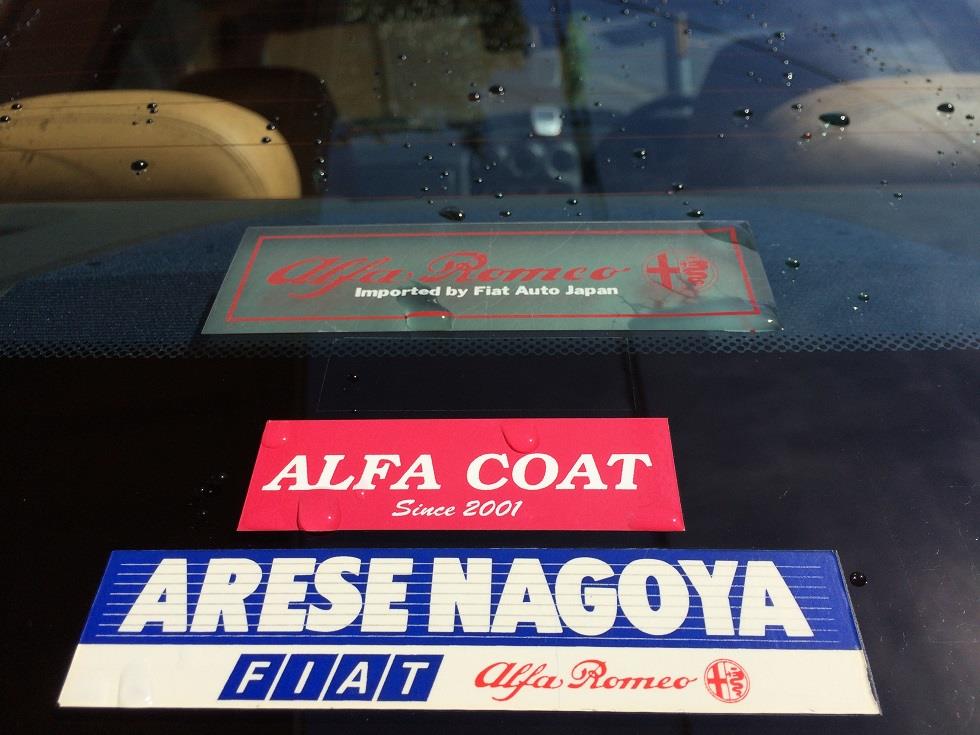 Alfa Romeo
Imported by Fiat Auto Japan
ALFA COAT
Since 2001
ARESE NAGOYA
FIAT Alfa Romeo